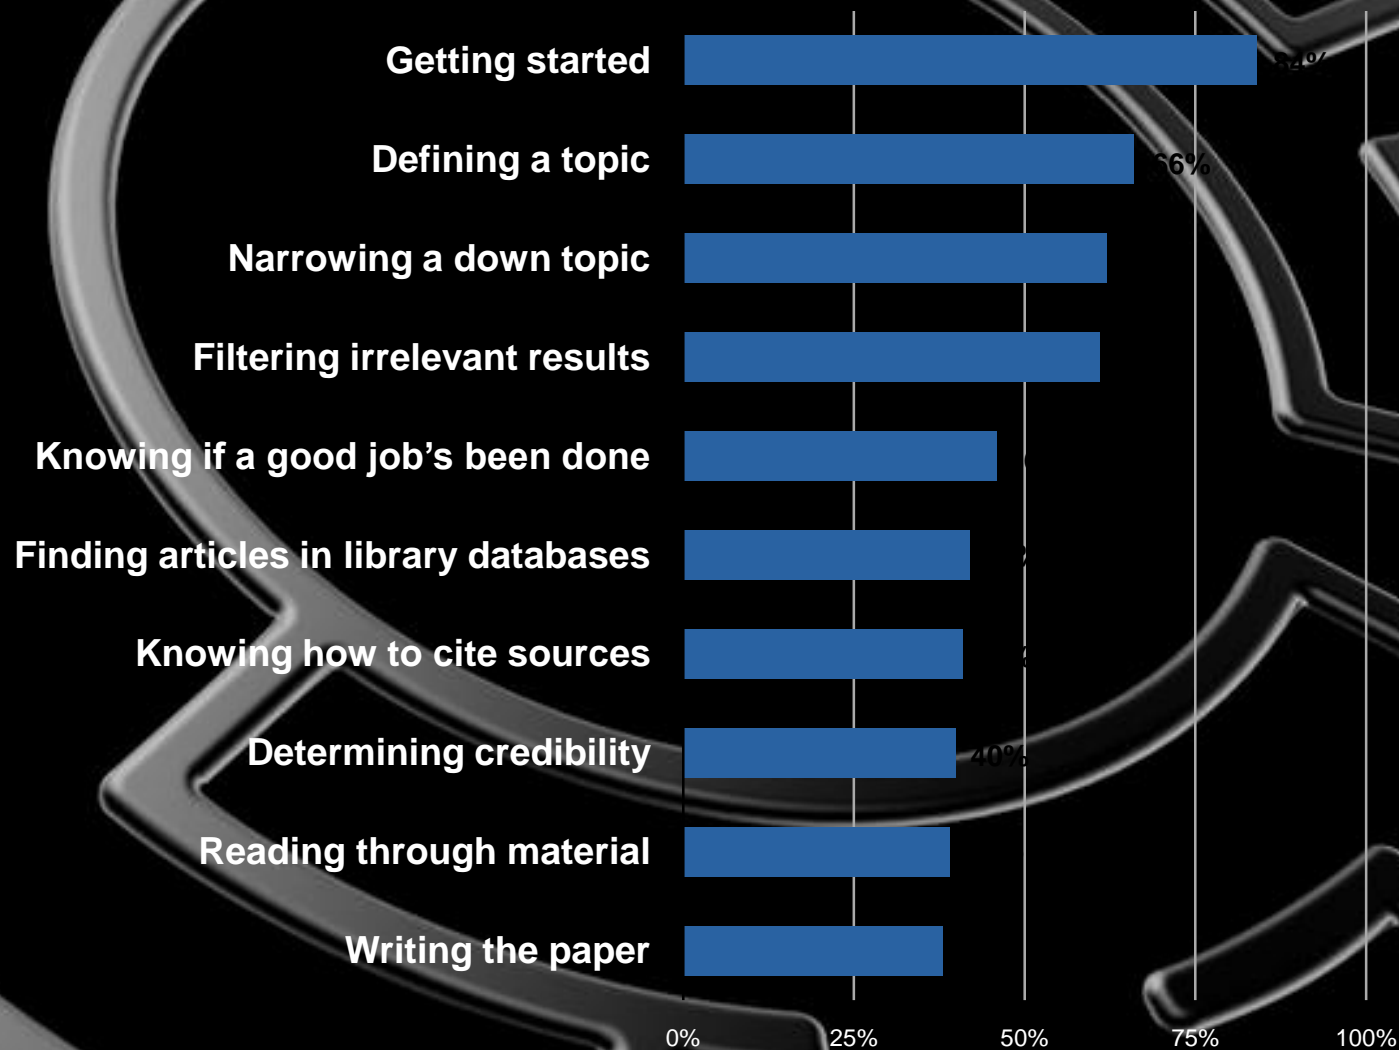 Getting started
84%
Defining a topic
66%
Narrowing a down topic
Filtering irrelevant results
Knowing if a good job’s been done
Finding articles in library databases
Knowing how to cite sources
Determining credibility
40%
Reading through material
Writing the paper
0% 25% 50% 75% 100%